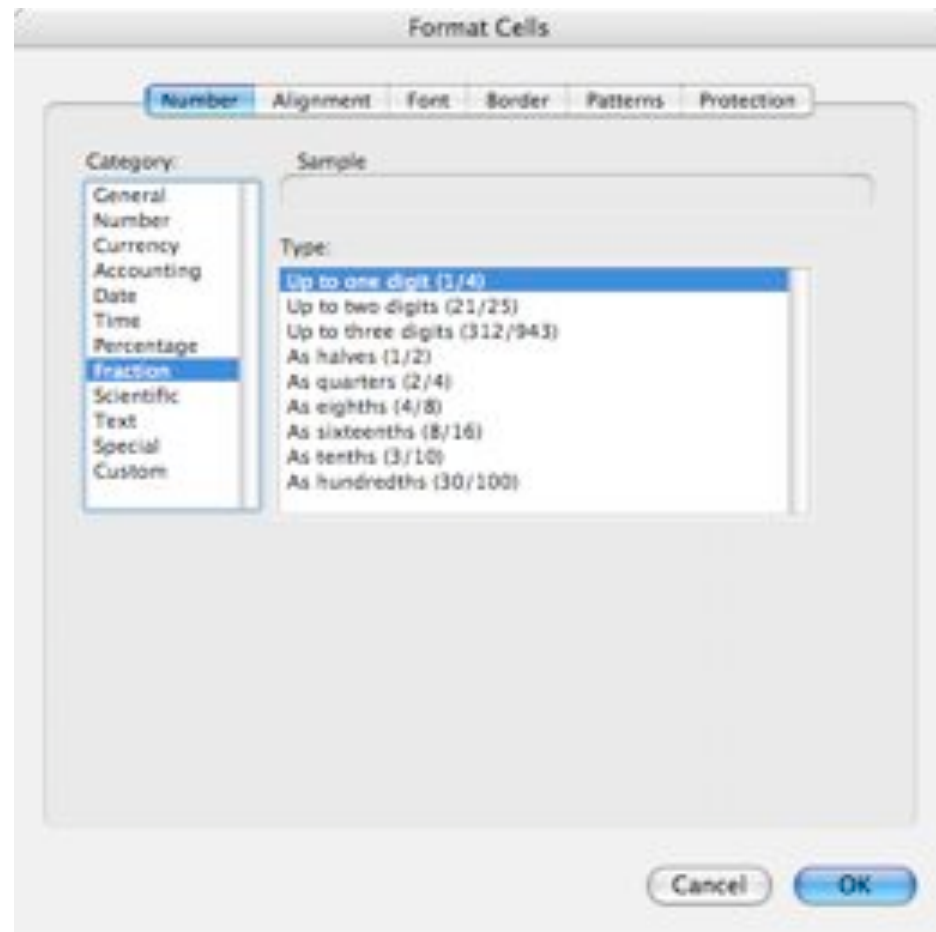 Format Cells
Number Alignment Font Border Patterns Protection
Category:
General
Number
Currency
Accounting
Date
Time
Percentage
Fraction
Scientific
Text
Special
Custom
Sample
Type:
Up to one digit (1/4)
Up to two digits (21/25)
Up to three digits (312/943)
As halves (1/2)
As quarters (2/4)
As eighths (4/8)
As sixteenths (8/16)
As tenths (3/10)
As hundredths (30/100)
Cancel OK